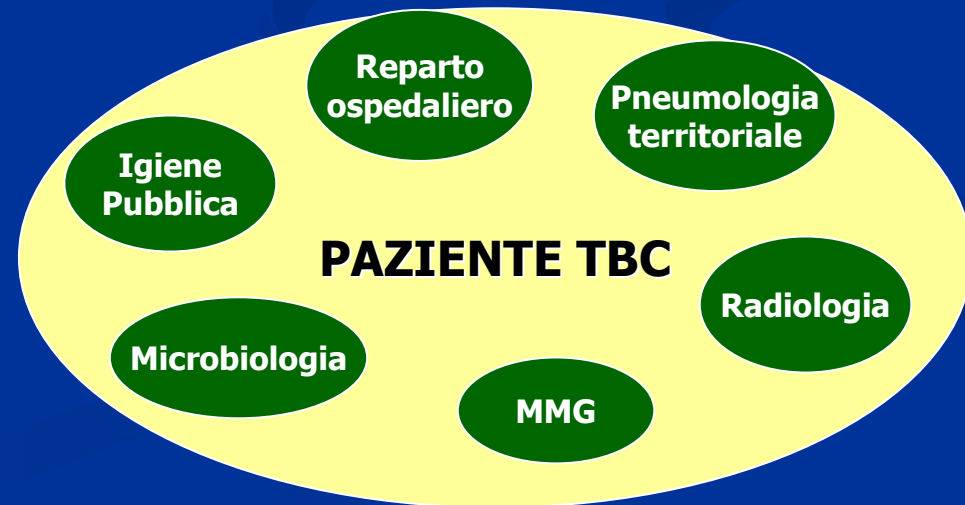 Reparto
ospedaliero
Pneumologia
territoriale
Igiene
Pubblica
PAZIENTE TBC
Radiologia
Microbiologia
MMG